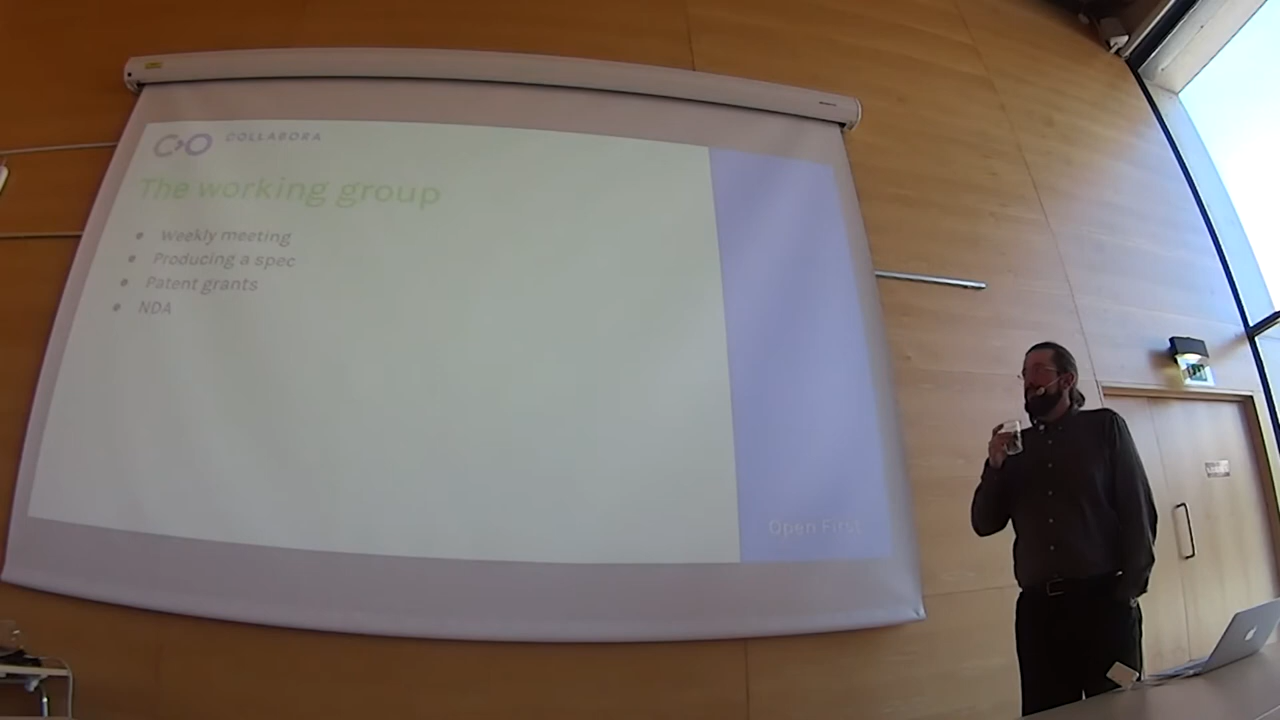 COLLABORA
The working group
• Weekly meeting
• Producing a spec
• Patent grants
• NDA
Open First